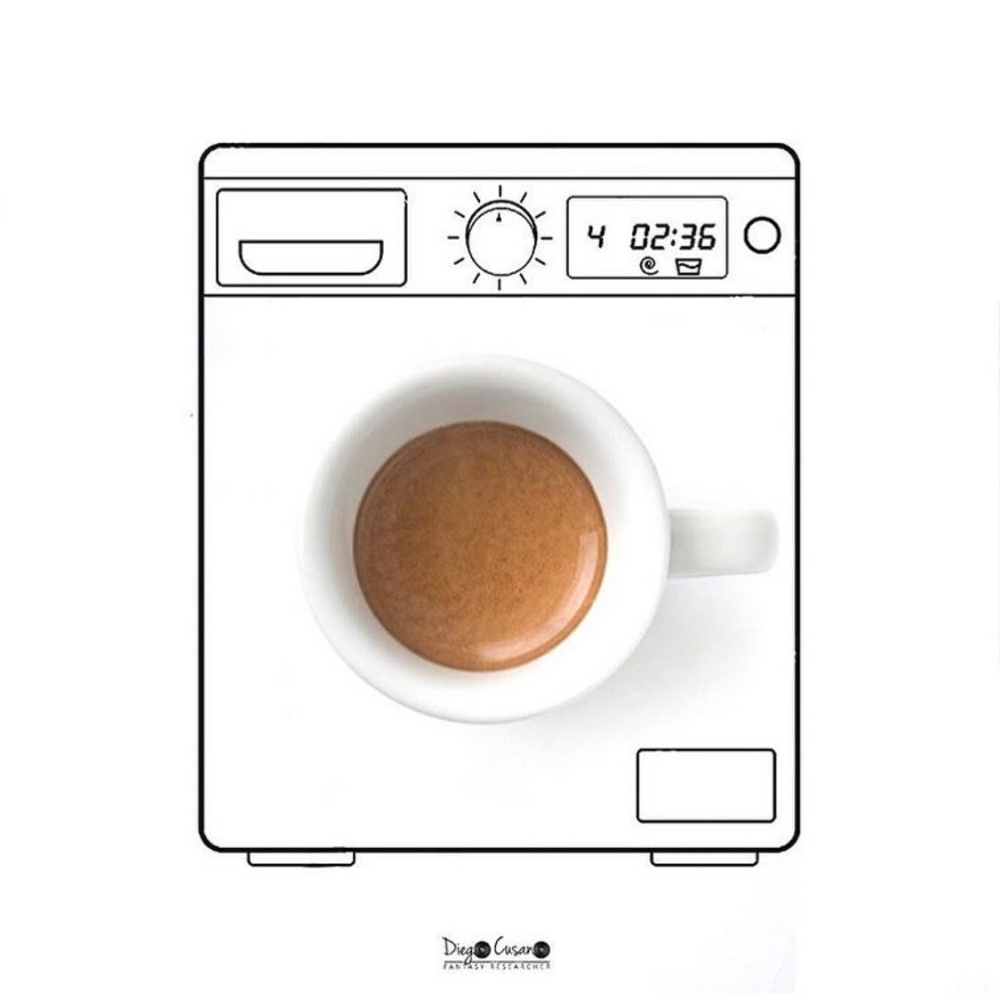 4 02:36
Diego Cusano
FANTASY RESEARCHER